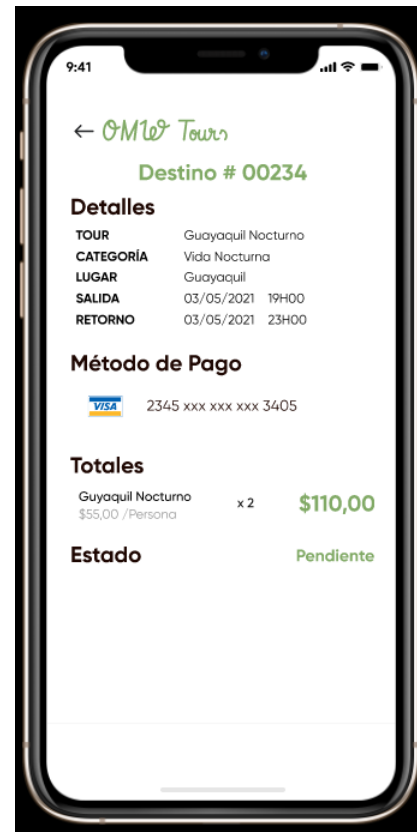 9:41
← OMW Tours
Destino # 00234
Detalles
TOUR Guayaquil Nocturno
CATEGORÍA Vida Nocturna
LUGAR Guayaquil
SALIDA 03/05/2021 19H00
RETORNO 03/05/2021 23H00
Método de Pago
VISA 2345 xxx xxx xxx 3405
Totales
Guyaquil Nocturno x 2 $110,00
$55,00 /Persona
Estado Pendiente